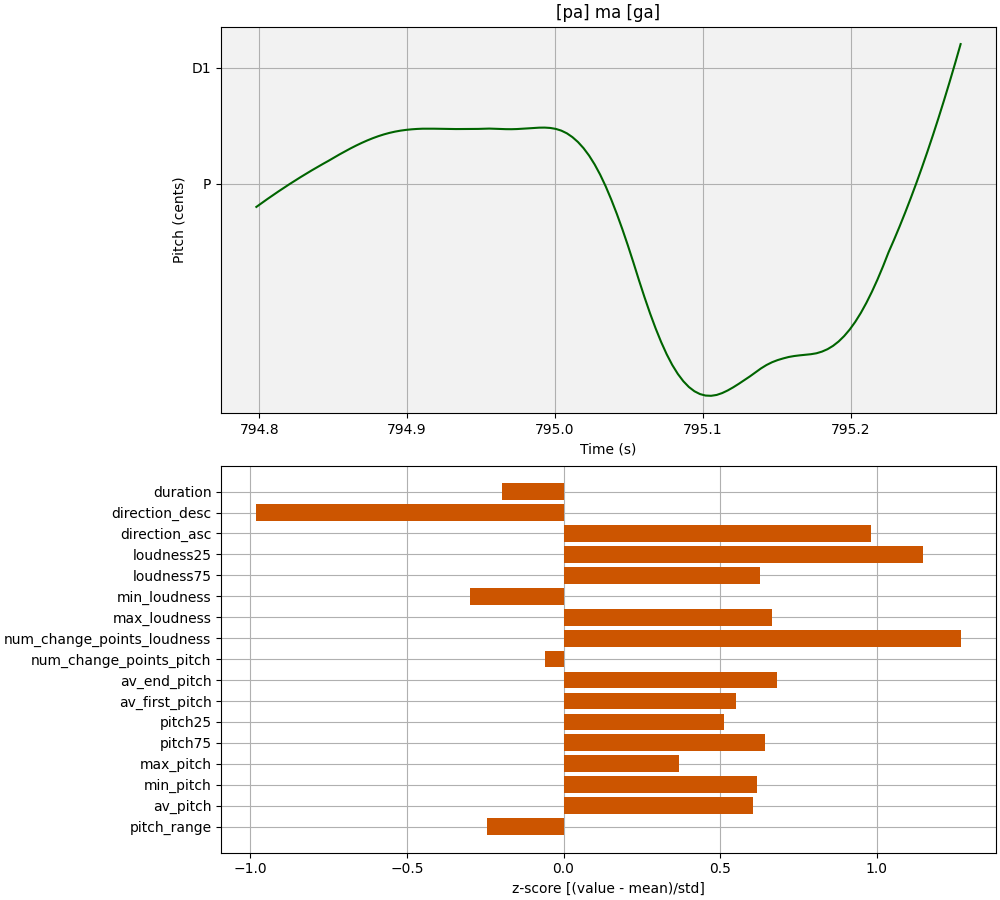 [pa] ma [ga]
D1
P
Pitch (cents)
794.8 794.9 795.0 795.1 795.2
Time (s)
duration
direction_desc
direction_asc
loudness25
loudness75
min_loudness
max_loudness
num_change_points_loudness
num_change_points_pitch
av_end_pitch
av_first_pitch
pitch25
pitch75
max_pitch
min_pitch
av_pitch
pitch_range
−1.0 −0.5 0.0 0.5 1.0
z-score [(value - mean)/std]